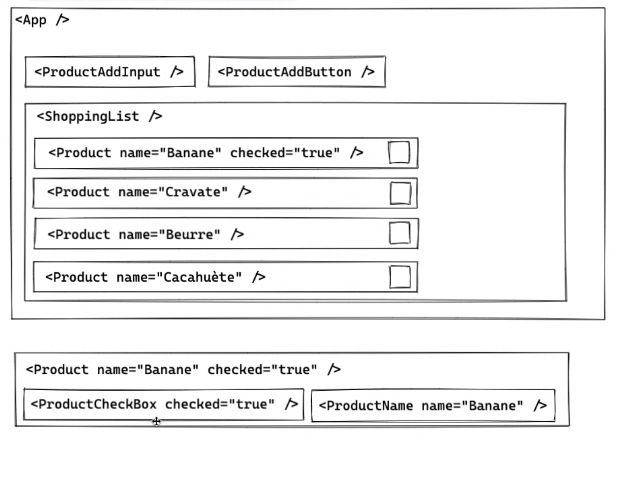 <App />
<ProductAddInput /> <ProductAddButton />
<ShoppingList />
<Product name="Banane" checked="true" />
<Product name="Cravate" />
<Product name="Beurre" />
<Product name="Cacahuète" />
<Product name="Banane" checked="true" />
<ProductCheckBox checked="true" /> <ProductName name="Banane" />